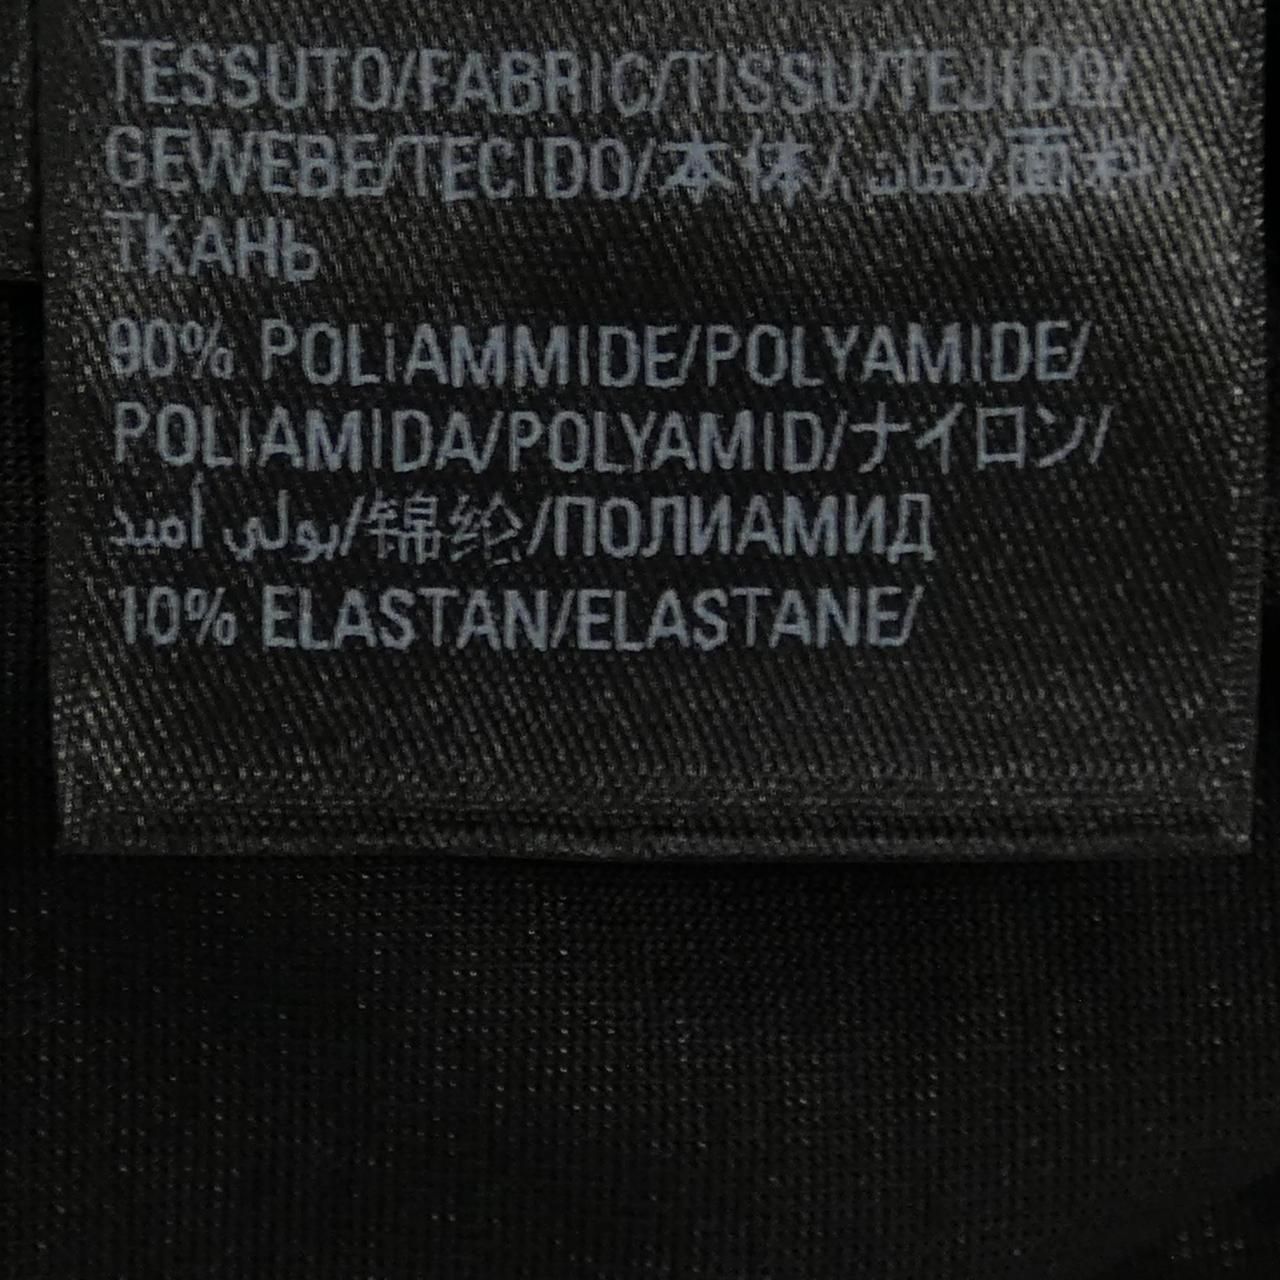 TESSUTO/FABRIC/TISSU/TEJIDO/
GEWEBE/TECIDO/本体/قماش/面料/
ТКАНЬ
90% POLiAMMIDE/POLYAMIDE/
POLIAMIDA/POLYAMID/ナイロン/
بولي أميد/锦纶/ПОЛИАМИД
10% ELASTAN/ELASTANE/